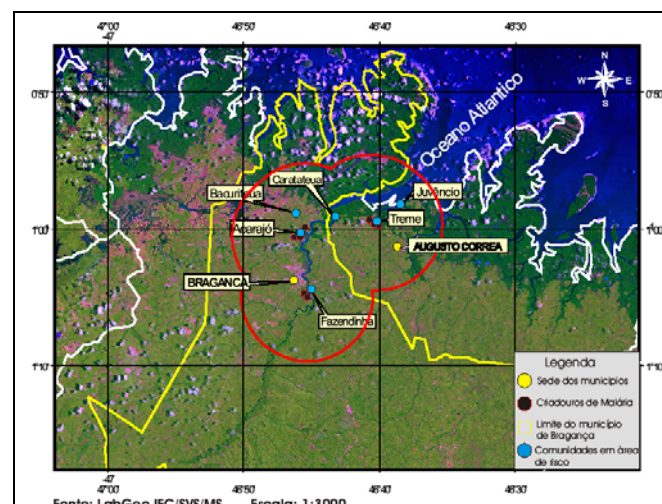 47'00 46'50 46'40 46'30
N
W E
S
0'50 0'50
Oceano Atlantico
Caratateua
Bacuriteua
Juvêncio
Treme
1'00 1'00
Acarajó
AUGUSTO CORREA
BRAGANCA
Fazendinha
1'10 1'10
Legenda
Sede dos municípios
Criadouros de Malária
Limite do município
de Bragança
Comunidades em área
de risco
-47 46'50 46'40 46'30
Fonte: LabGeo IEC/SVS/MS Escala: 1:3000